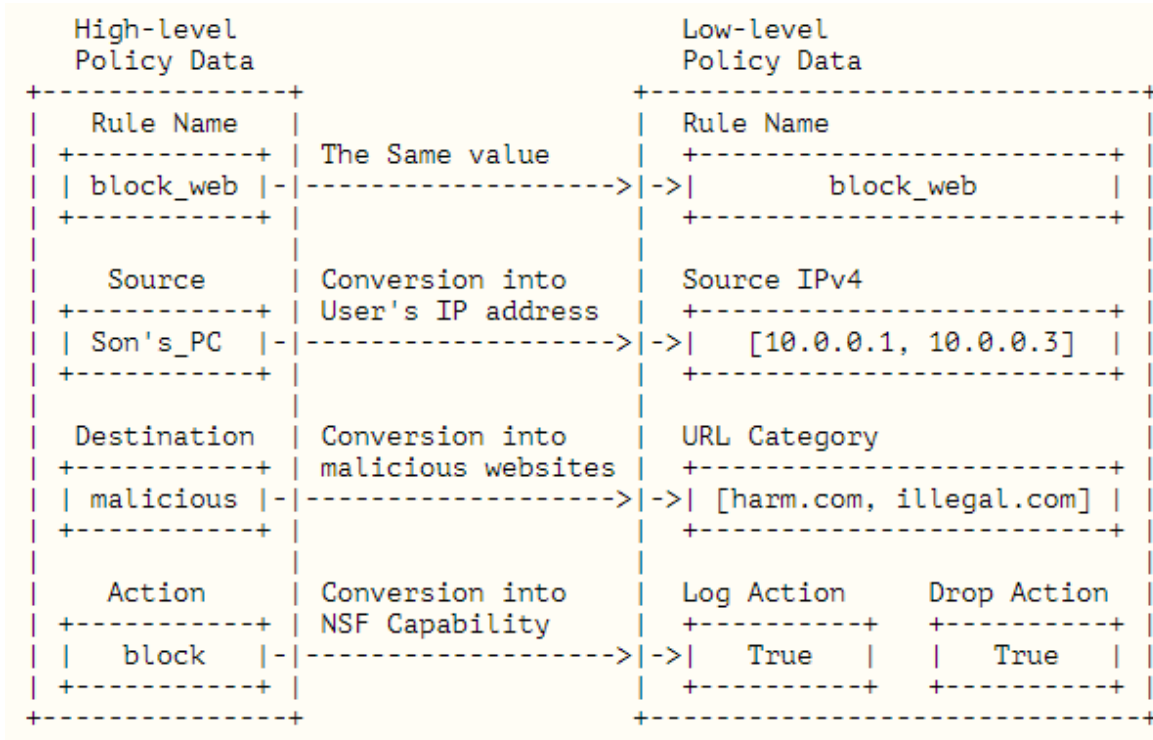 High-level                                 Low-level
    Policy Data                                Policy Data
+---------------+                    +------------------------------+
|   Rule Name   |                    |  Rule Name                   |
| +-----------+ | The Same value     |  +-------------------------+ |
| | block_web |-|------------------->|->|        block_web        | |
| +-----------+ |                    |  +-------------------------+ |
|               |                    |                              |
|    Source     | Conversion into    |  Source IPv4                 |
| +-----------+ | User's IP address  |  +-------------------------+ |
| | Son's_PC  |-|------------------->|->|   [10.0.0.1, 10.0.0.3]  | |
| +-----------+ |                    |  +-------------------------+ |
|               |                    |                              |
|  Destination  | Conversion into    |  URL Category                |
| +-----------+ | malicious websites |  +-------------------------+ |
| | malicious |-|------------------->|->| [harm.com, illegal.com] | |
| +-----------+ |                    |  +-------------------------+ |
|               |                    |                              |
|    Action     | Conversion into    |  Log Action     Drop Action  |
| +-----------+ | NSF Capability     |  +----------+   +----------+ |
| |   block   |-|------------------->|->|   True   |   |   True   | |
| +-----------+ |                    |  +----------+   +----------+ |
+---------------+                    +------------------------------+